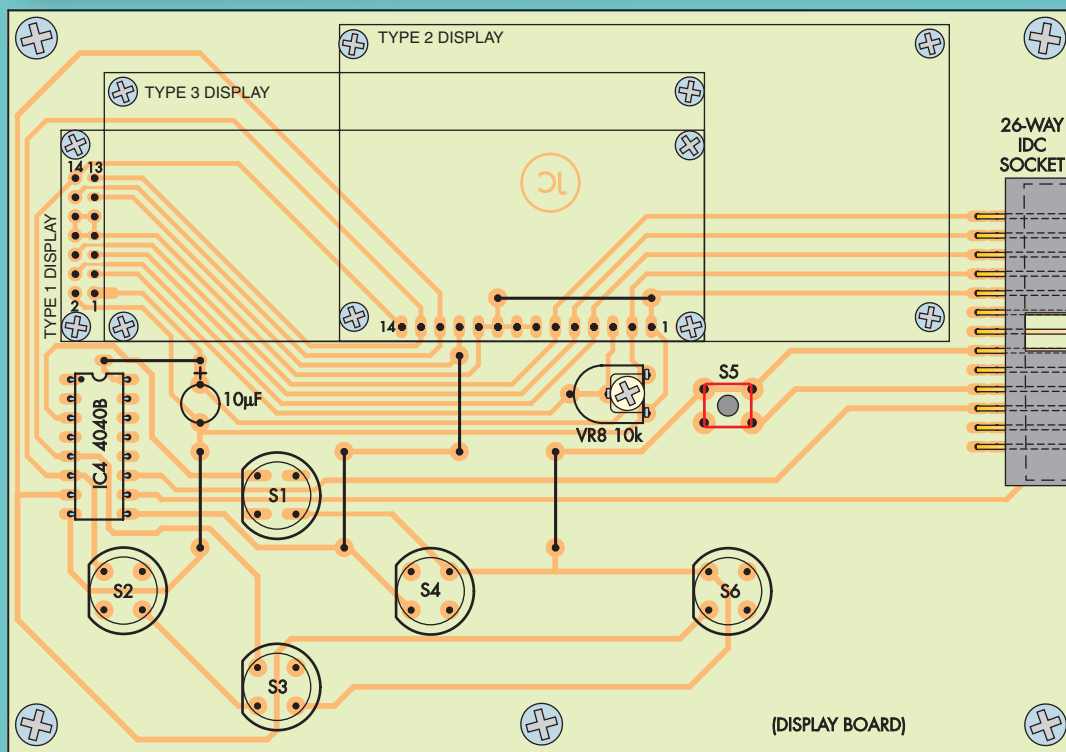 TYPE 2 DISPLAY
TYPE 3 DISPLAY
26-WAY
IDC
SOCKET
14 13
JC
TYPE 1 DISPLAY
2 1
14
1
+
10µF
S5
VR8 10k
IC4 4040B
S1
S2
S4
S6
S3
(DISPLAY BOARD)